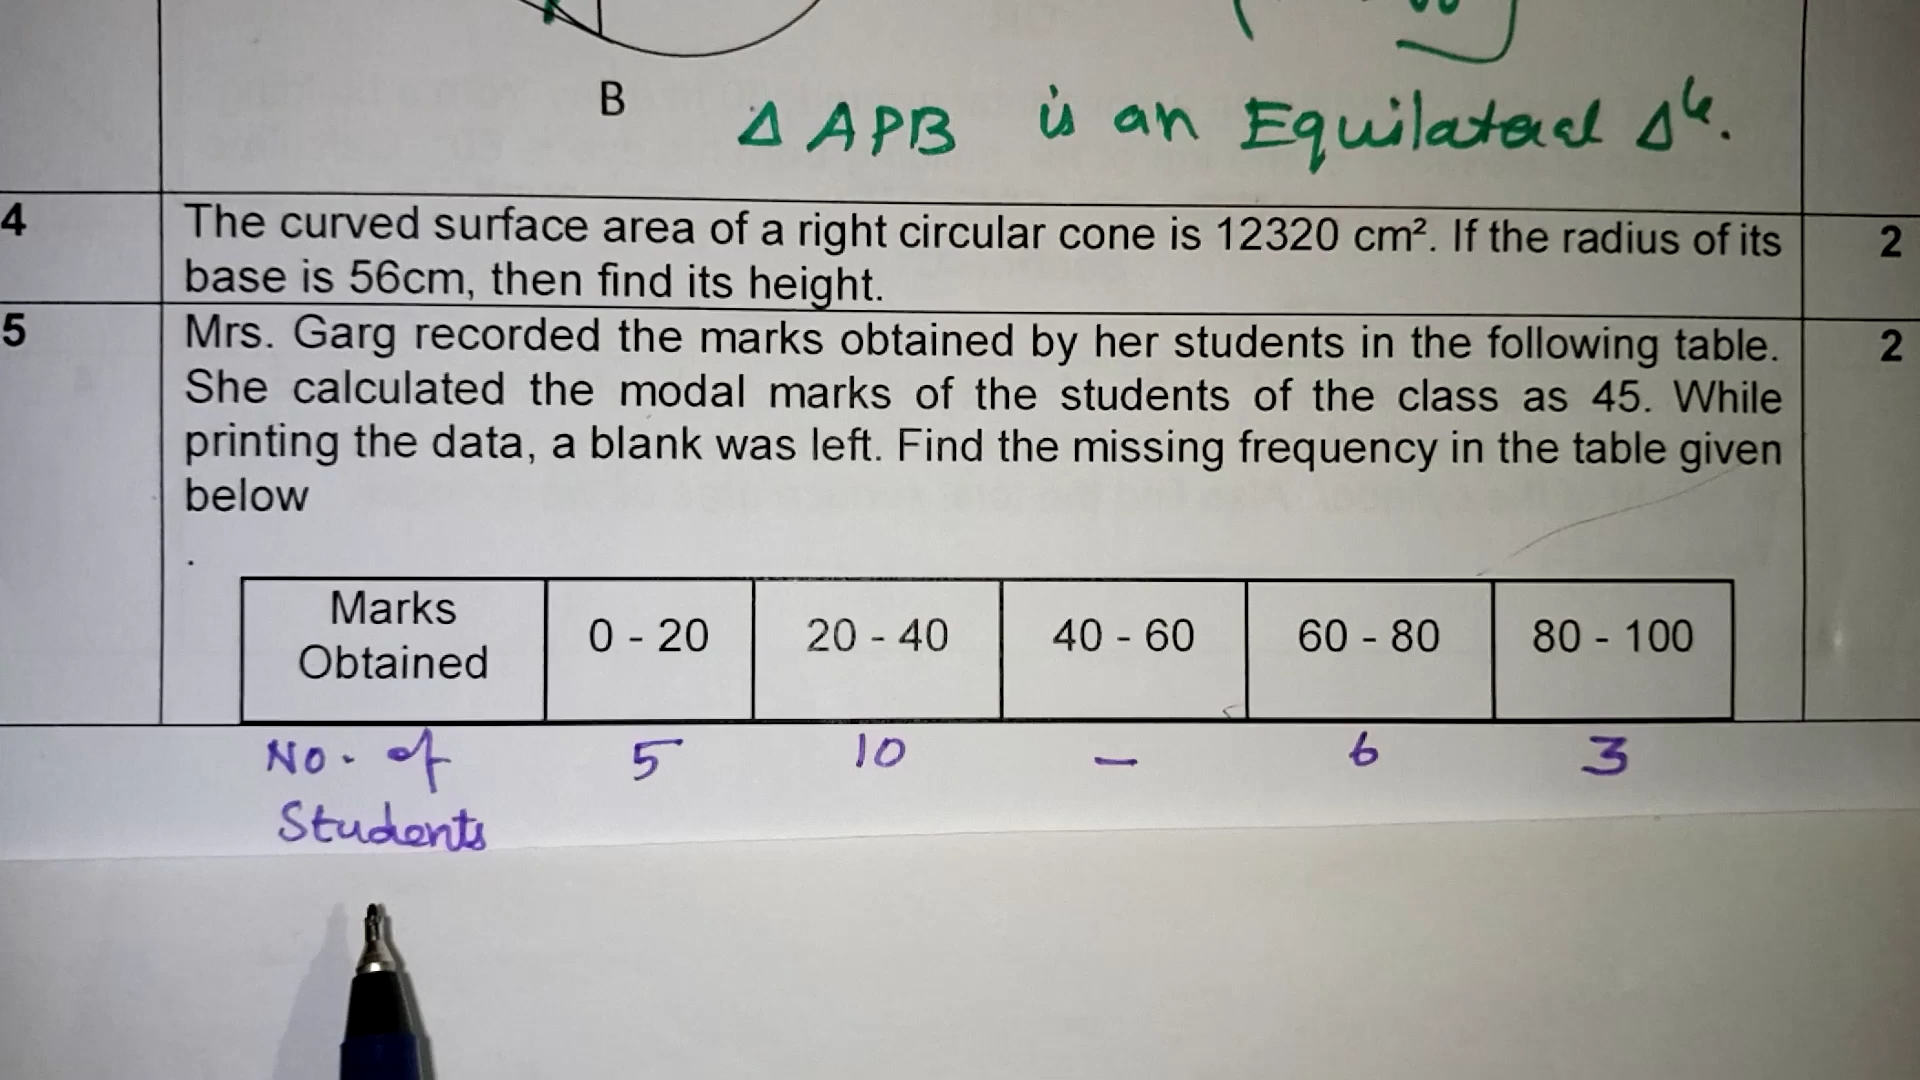 B
Δ APB is an Equilateral Δle.
4 The curved surface area of a right circular cone is 12320 cm². If the radius of its 2
base is 56cm, then find its height.
5 Mrs. Garg recorded the marks obtained by her students in the following table. 2
She calculated the modal marks of the students of the class as 45. While
printing the data, a blank was left. Find the missing frequency in the table given
below
Marks Obtained 0 - 20 20 - 40 40 - 60 60 - 80 80 - 100
No. of Students 5 10 – 6 3